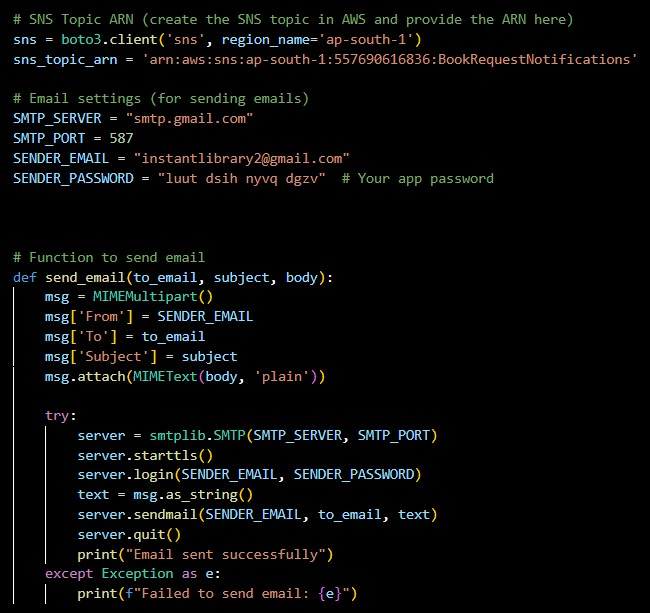 # SNS Topic ARN (create the SNS topic in AWS and provide the ARN here)
sns = boto3.client('sns', region_name='ap-south-1')
sns_topic_arn = 'arn:aws:sns:ap-south-1:557690616836:BookRequestNotifications'
# Email settings (for sending emails)
SMTP_SERVER = "smtp.gmail.com"
SMTP_PORT = 587
SENDER_EMAIL = "instantlibrary2@gmail.com"
SENDER_PASSWORD = "luut dsih nyvq dgzv"  # Your app password
# Function to send email
def send_email(to_email, subject, body):
    msg = MIMEMultipart()
    msg['From'] = SENDER_EMAIL
    msg['To'] = to_email
    msg['Subject'] = subject
    msg.attach(MIMEText(body, 'plain'))
    try:
        server = smtplib.SMTP(SMTP_SERVER, SMTP_PORT)
        server.starttls()
        server.login(SENDER_EMAIL, SENDER_PASSWORD)
        text = msg.as_string()
        server.sendmail(SENDER_EMAIL, to_email, text)
        server.quit()
        print("Email sent successfully")
    except Exception as e:
        print(f"Failed to send email: {e}")